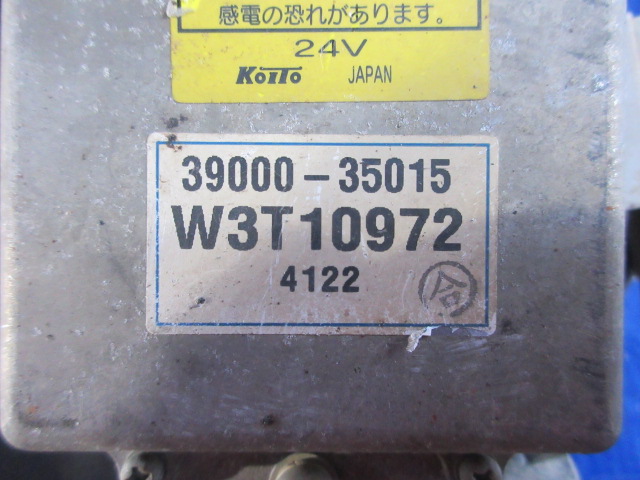 感電の恐れがあります。
24V
KOITO JAPAN
39000-35015
W3T10972
4122
合